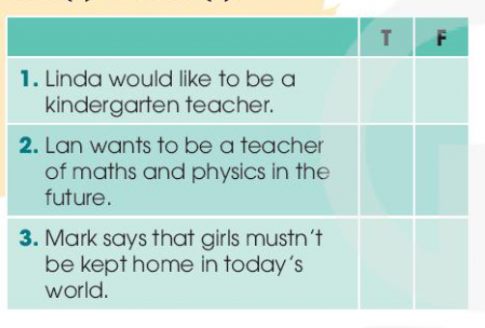 T F
1. Linda would like to be a
kindergarten teacher.
2. Lan wants to be a teacher
of maths and physics in the
future.
3. Mark says that girls mustn't
be kept home in today's
world.